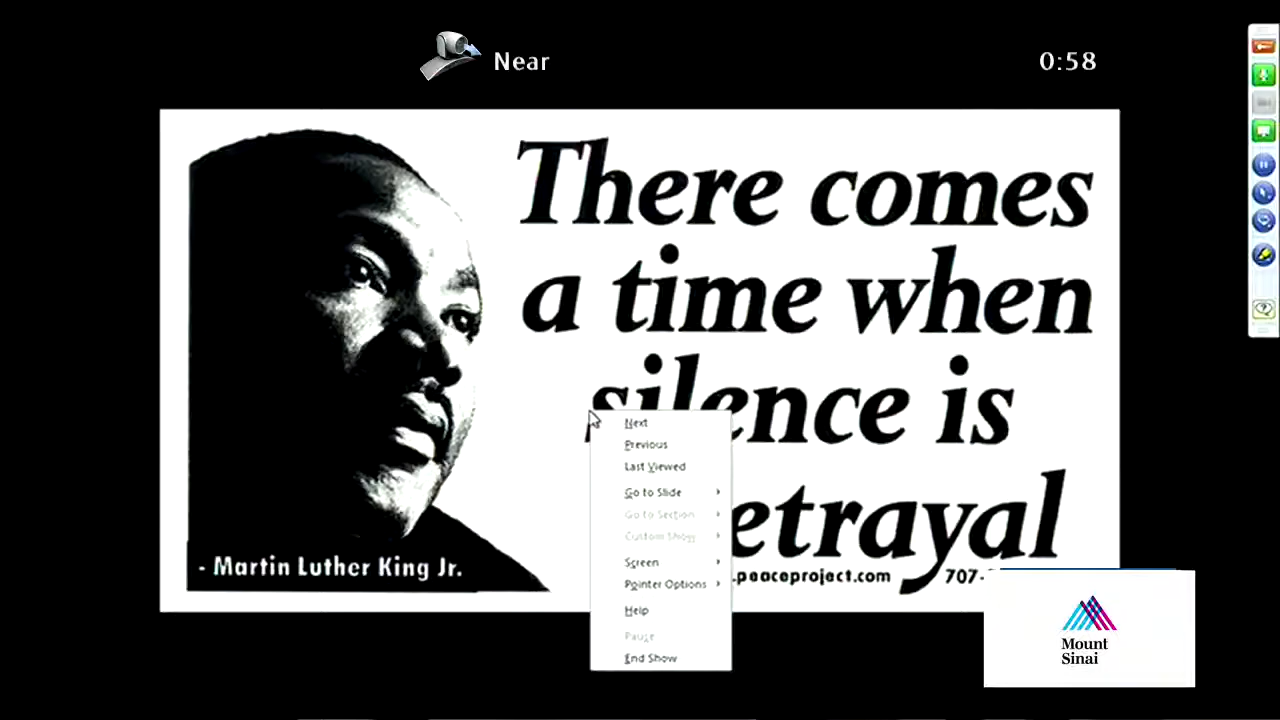 Near
0:58
There comes
a time when
silence is
etrayal
- Martin Luther King Jr.
.peaceproject.com
707-
Next
Previous
Last Viewed
Go to Slide
Go to Section
Custom Show
Screen
Pointer Options
Help
Pause
End Show
Mount
Sinai